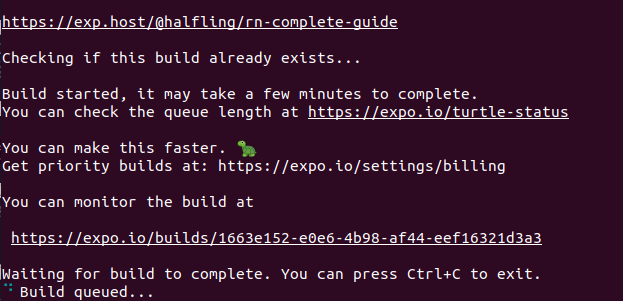 https://exp.host/@halfling/rn-complete-guide
Checking if this build already exists...
Build started, it may take a few minutes to complete.
You can check the queue length at https://expo.io/turtle-status
You can make this faster. 🐢
Get priority builds at: https://expo.io/settings/billing
You can monitor the build at
https://expo.io/builds/1663e152-e0e6-4b98-af44-eef16321d3a3
Waiting for build to complete. You can press Ctrl+C to exit.
Build queued...